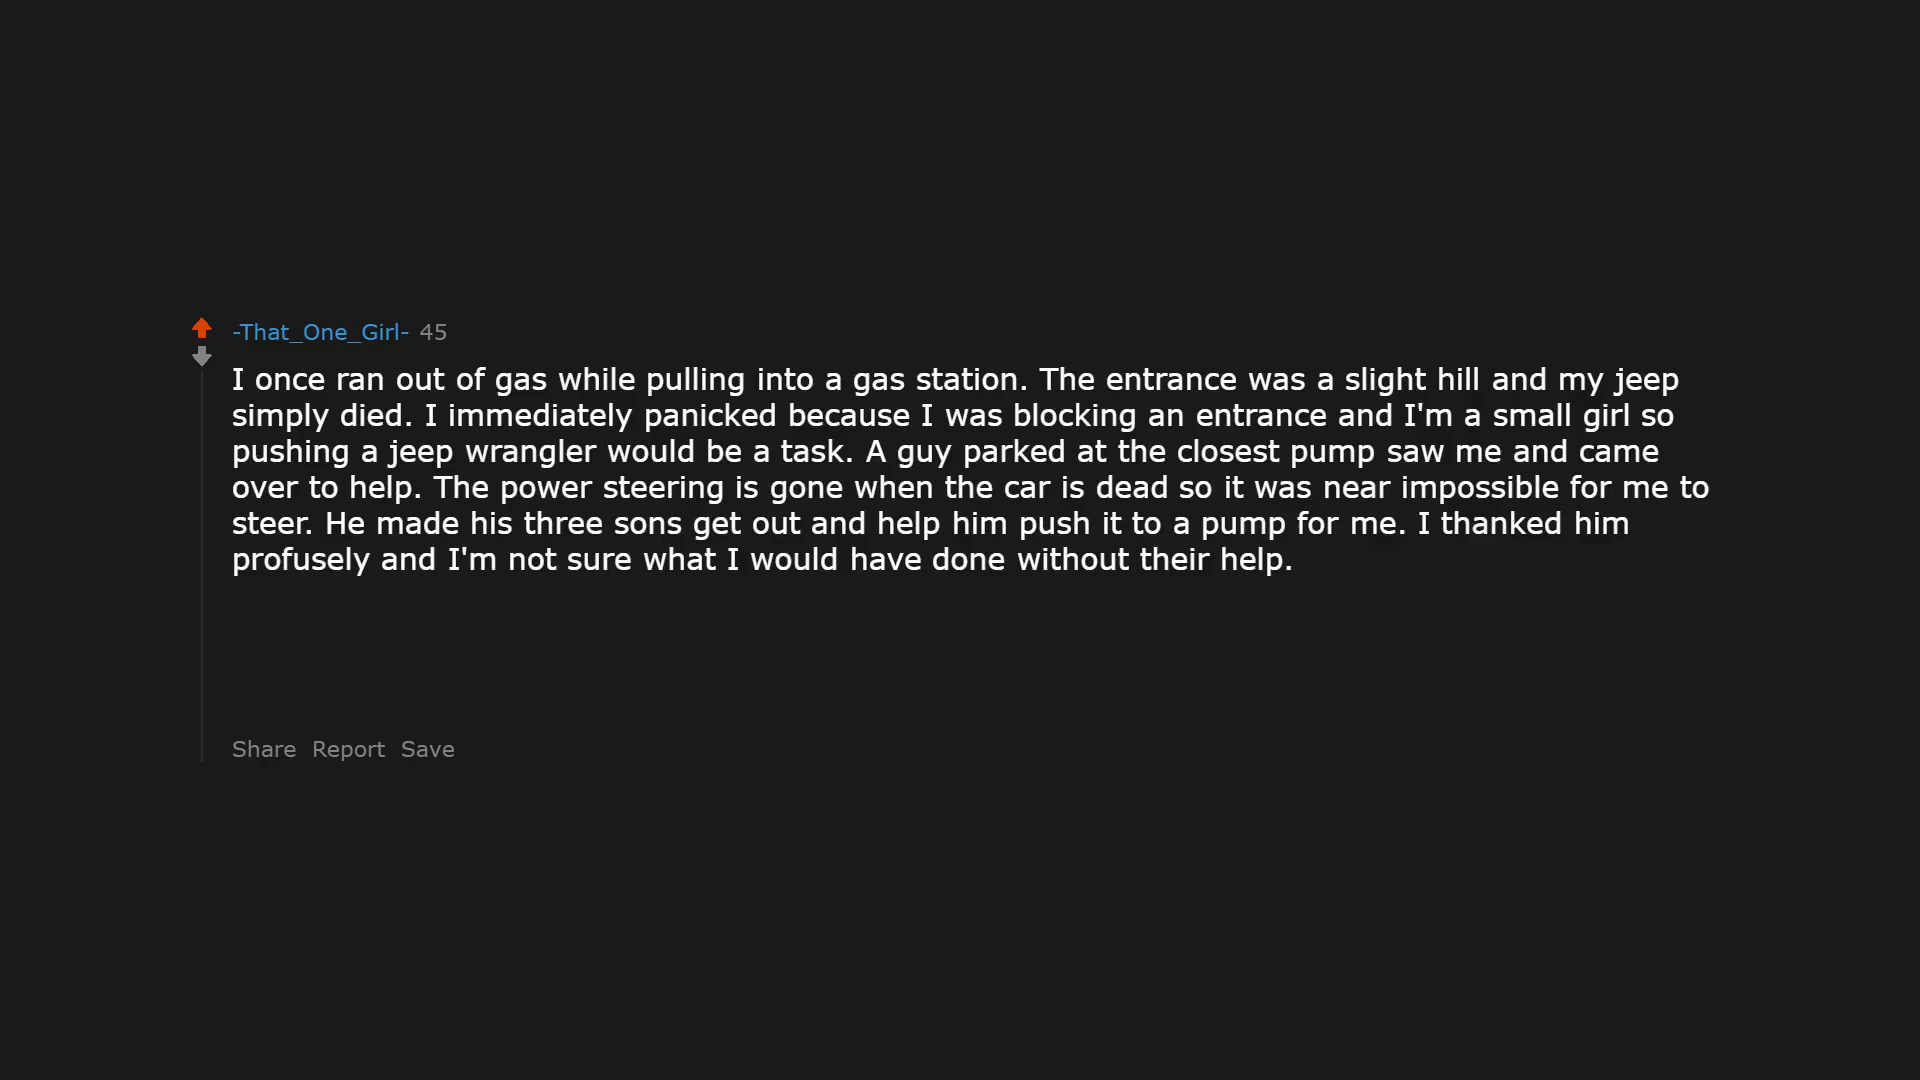 -That_One_Girl- 45
I once ran out of gas while pulling into a gas station. The entrance was a slight hill and my jeep
simply died. I immediately panicked because I was blocking an entrance and I'm a small girl so
pushing a jeep wrangler would be a task. A guy parked at the closest pump saw me and came
over to help. The power steering is gone when the car is dead so it was near impossible for me to
steer. He made his three sons get out and help him push it to a pump for me. I thanked him
profusely and I'm not sure what I would have done without their help.
Share Report Save